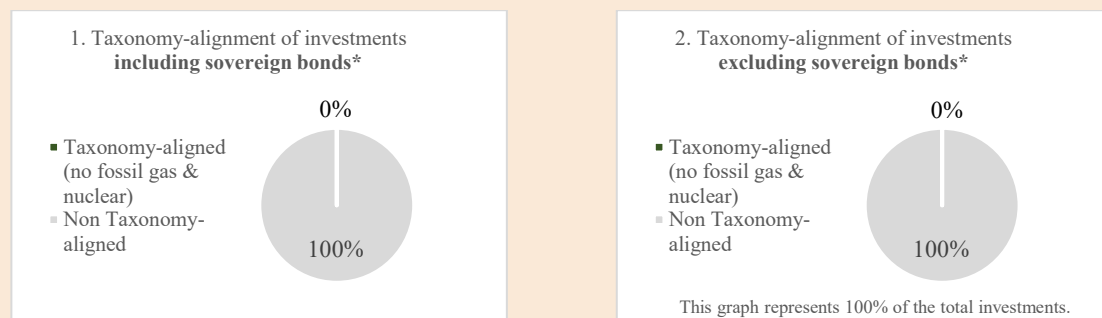 1. Taxonomy-alignment of investments
including sovereign bonds*
0%
Taxonomy-aligned
(no fossil gas &
nuclear)
Non Taxonomy-
aligned
100%
2. Taxonomy-alignment of investments
excluding sovereign bonds*
0%
Taxonomy-aligned
(no fossil gas &
nuclear)
Non Taxonomy-
aligned
100%
This graph represents 100% of the total investments.